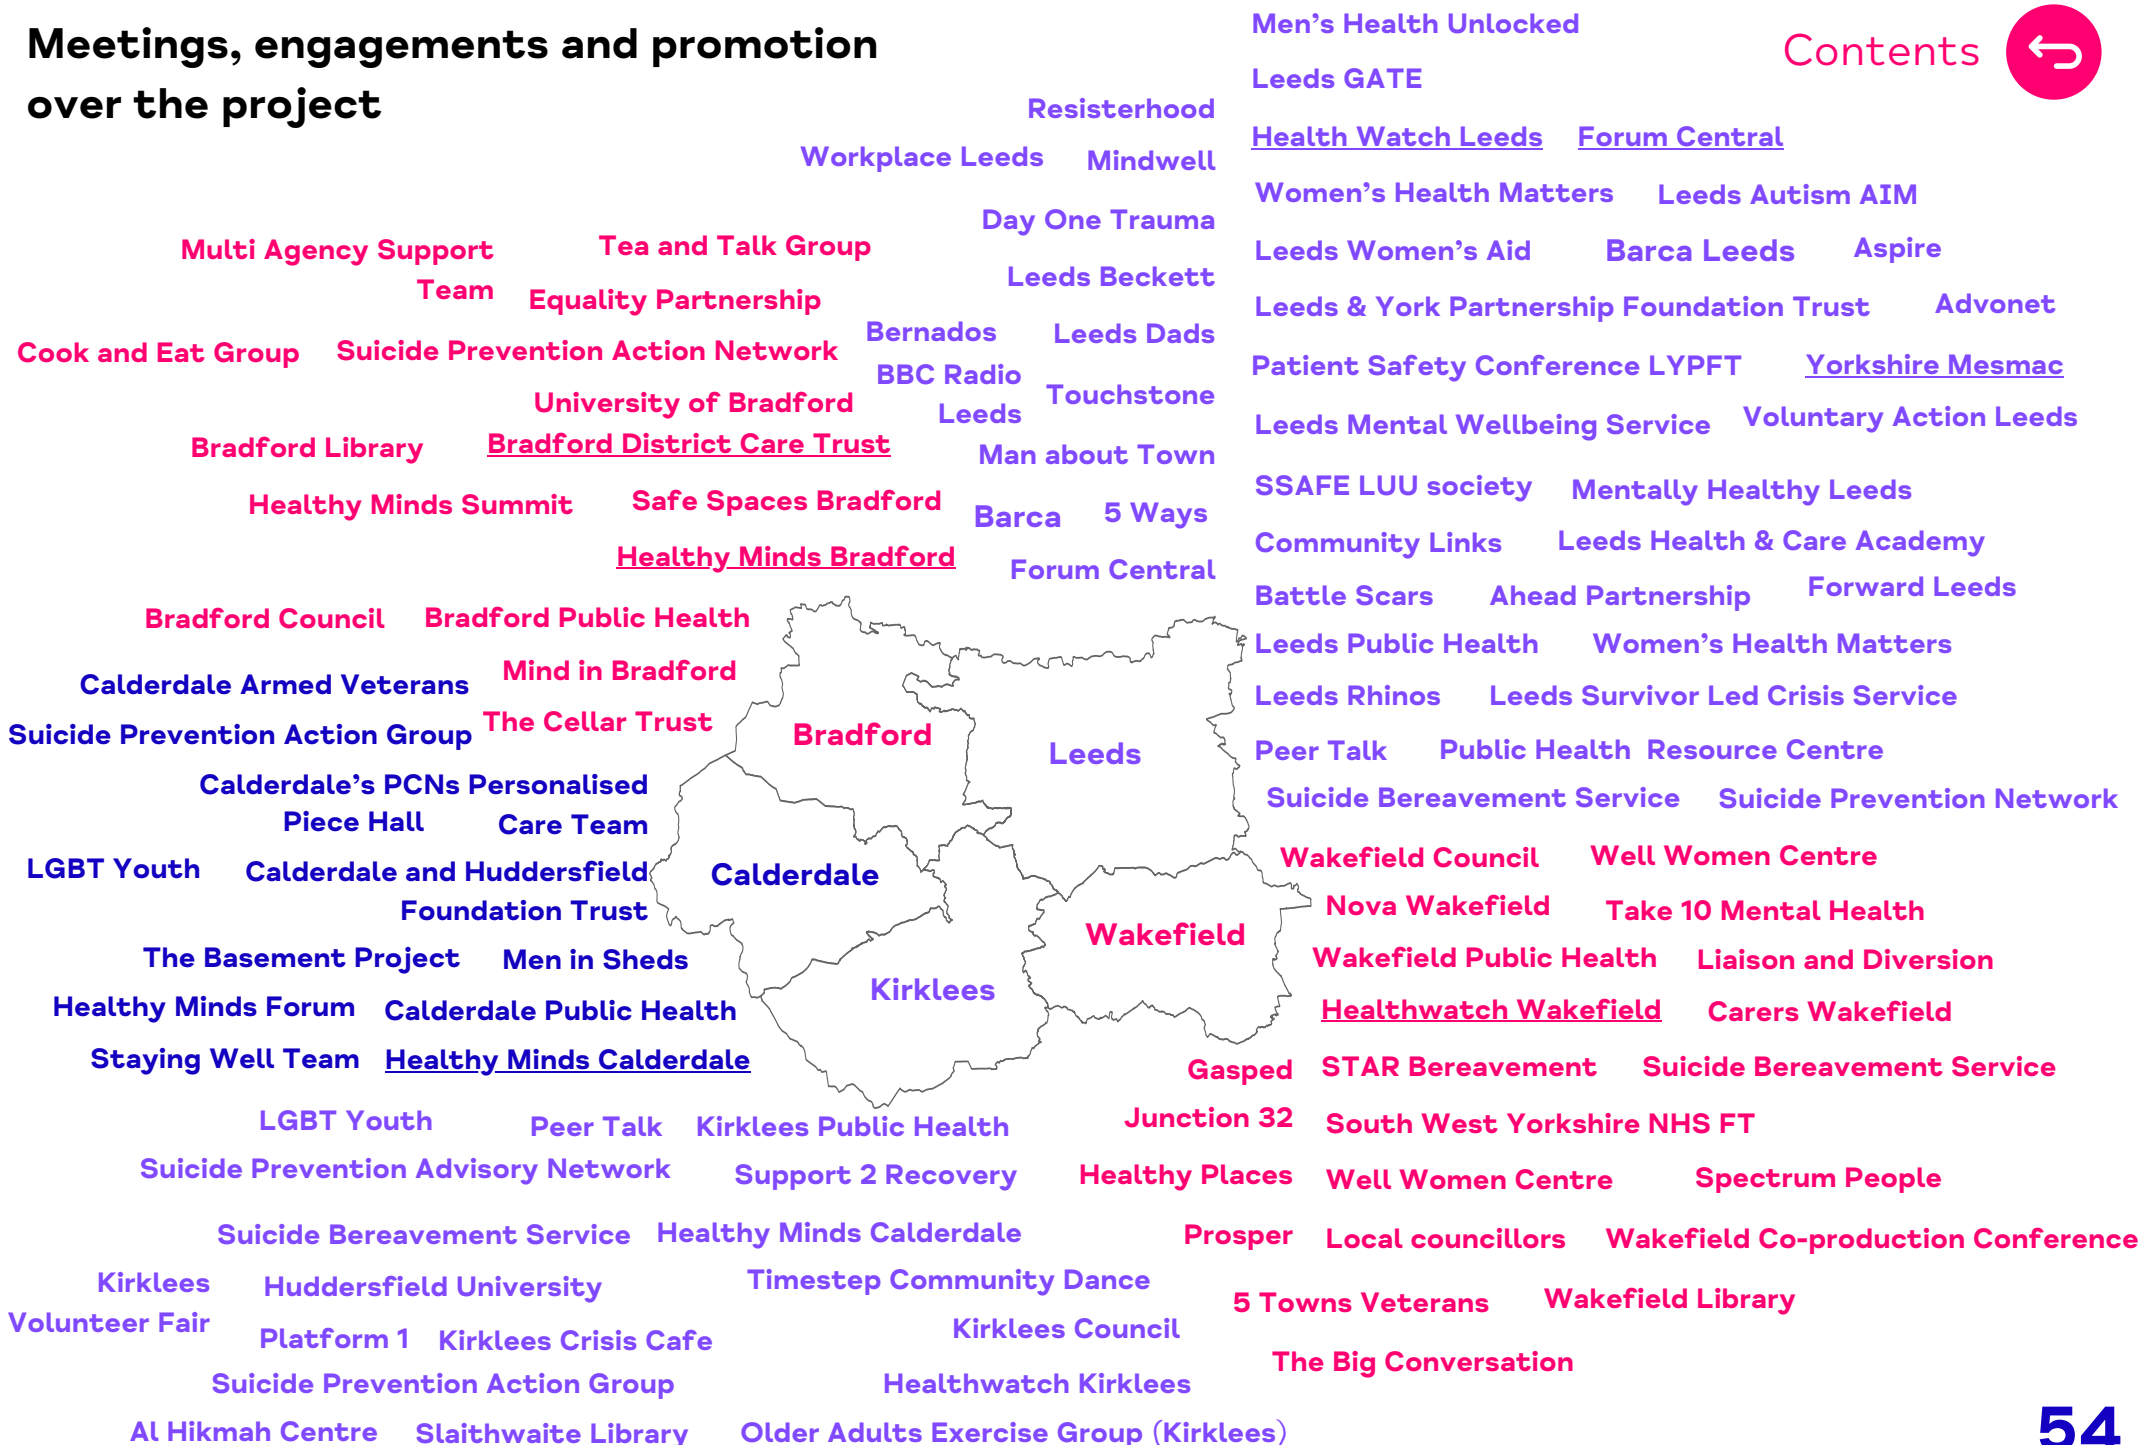 Meetings, engagements and promotion
over the project
Contents
Men's Health Unlocked
Leeds GATE
Resisterhood
Health Watch Leeds Forum Central
Workplace Leeds Mindwell
Women's Health Matters Leeds Autism AIM
Day One Trauma
Leeds Women's Aid Barca Leeds Aspire
Leeds Beckett
Leeds & York Partnership Foundation Trust Advonet
Bernados Leeds Dads
Patient Safety Conference LYPFT Yorkshire Mesmac
BBC Radio
Leeds
Touchstone
Leeds Mental Wellbeing Service Voluntary Action Leeds
Man about Town
SSAFE LUU society Mentally Healthy Leeds
Barca 5 Ways
Community Links Leeds Health & Care Academy
Forum Central
Battle Scars Ahead Partnership Forward Leeds
Leeds Public Health Women's Health Matters
Leeds Rhinos Leeds Survivor Led Crisis Service
Peer Talk Public Health Resource Centre
Suicide Bereavement Service Suicide Prevention Network
Multi Agency Support
Team
Tea and Talk Group
Equality Partnership
Cook and Eat Group Suicide Prevention Action Network
University of Bradford
Bradford Library Bradford District Care Trust
Healthy Minds Summit Safe Spaces Bradford
Healthy Minds Bradford
Bradford Council Bradford Public Health
Mind in Bradford
The Cellar Trust
Calderdale Armed Veterans
Suicide Prevention Action Group
Calderdale's PCNs Personalised
Care Team
Piece Hall
LGBT Youth
Calderdale and Huddersfield
Foundation Trust
The Basement Project Men in Sheds
Healthy Minds Forum Calderdale Public Health
Staying Well Team Healthy Minds Calderdale
Bradford
Leeds
Calderdale
Wakefield
Kirklees
Wakefield Council Well Women Centre
Nova Wakefield Take 10 Mental Health
Wakefield Public Health Liaison and Diversion
Healthwatch Wakefield Carers Wakefield
Gasped STAR Bereavement Suicide Bereavement Service
Junction 32 South West Yorkshire NHS FT
Healthy Places Well Women Centre Spectrum People
Prosper Local councillors Wakefield Co-production Conference
5 Towns Veterans Wakefield Library
The Big Conversation
LGBT Youth Peer Talk Kirklees Public Health
Suicide Prevention Advisory Network Support 2 Recovery
Suicide Bereavement Service Healthy Minds Calderdale
Kirklees
Volunteer Fair
Huddersfield University Timestep Community Dance
Platform 1 Kirklees Crisis Cafe Kirklees Council
Suicide Prevention Action Group Healthwatch Kirklees
Al Hikmah Centre Slaithwaite Library Older Adults Exercise Group (Kirklees)
54